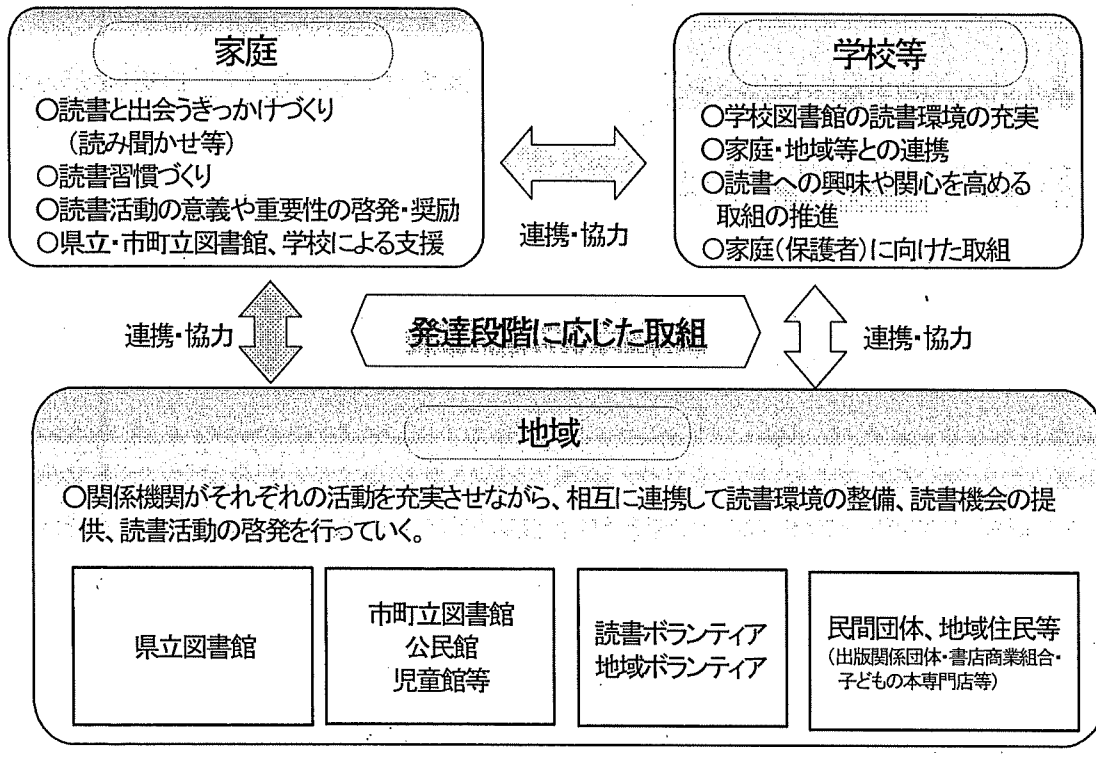 家庭
○読書と出会うきっかけづくり
(読み聞かせ等)
○読書習慣づくり
○読書活動の意義や重要性の啓発・奨励
○県立・市町立図書館、学校による支援
連携・協力
学校等
○学校図書館の読書環境の充実
○家庭・地域等との連携
○読書への興味や関心を高める
取組の推進
○家庭(保護者)に向けた取組
連携・協力
発達段階に応じた取組
連携・協力
地域
○関係機関がそれぞれの活動を充実させながら、相互に連携して読書環境の整備、読書機会の提
供、読書活動の啓発を行っていく。
県立図書館
市町立図書館
公民館
児童館等
読書ボランティア
地域ボランティア
民間団体、地域住民等
(出版関係団体・書店商業組合・
子どもの本専門店等)